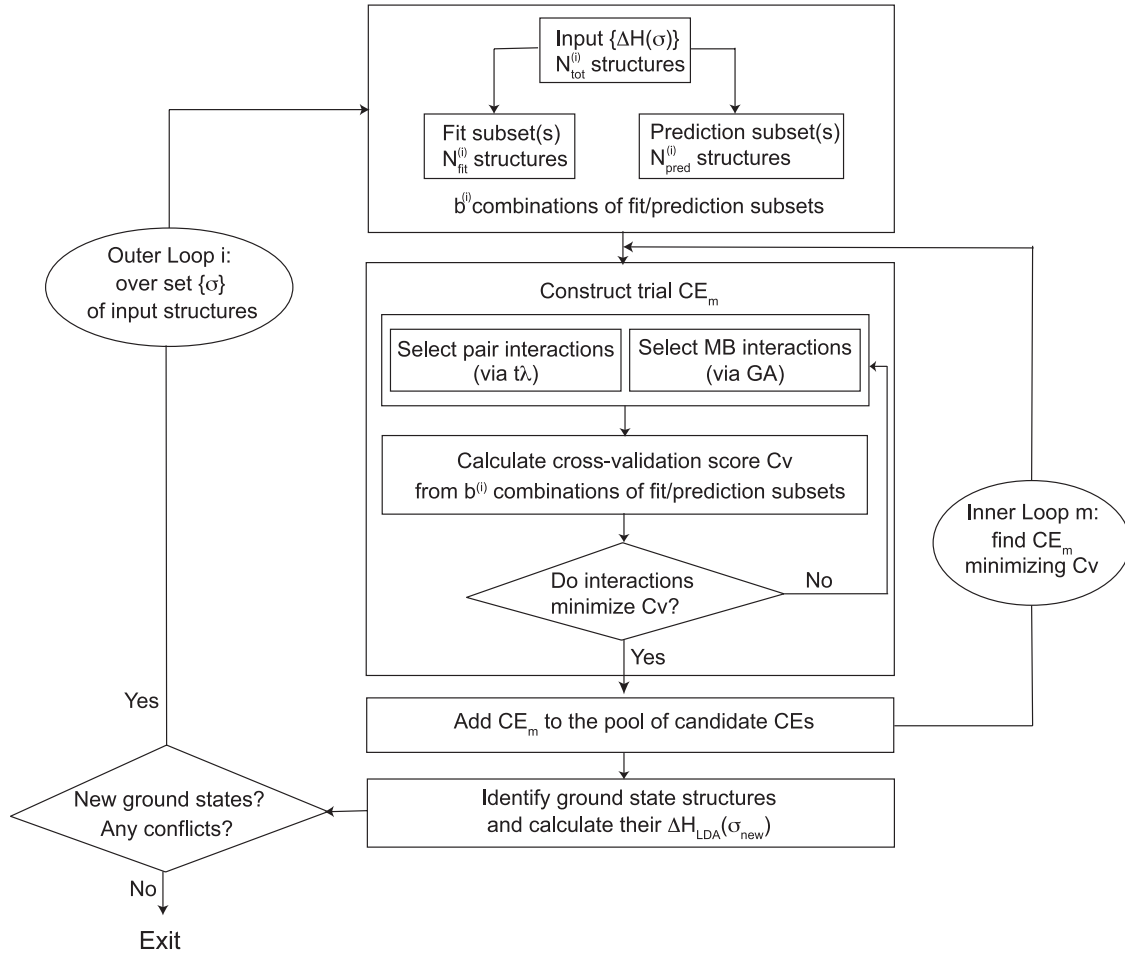 Input {ΔH(σ)}
N_tot^(i) structures
Fit subset(s)
N_fit^(i) structures
Prediction subset(s)
N_pred^(i) structures
b^(i) combinations of fit/prediction subsets
Outer Loop i:
over set {σ}
of input structures
Construct trial CE_m
Select pair interactions
(via tλ)
Select MB interactions
(via GA)
Calculate cross-validation score Cv
from b^(i) combinations of fit/prediction subsets
Do interactions
minimize Cv?
No
Yes
Inner Loop m:
find CE_m
minimizing Cv
Add CE_m to the pool of candidate CEs
Identify ground state structures
and calculate their ΔH_LDA(σ_new)
Yes
New ground states?
Any conflicts?
No
Exit